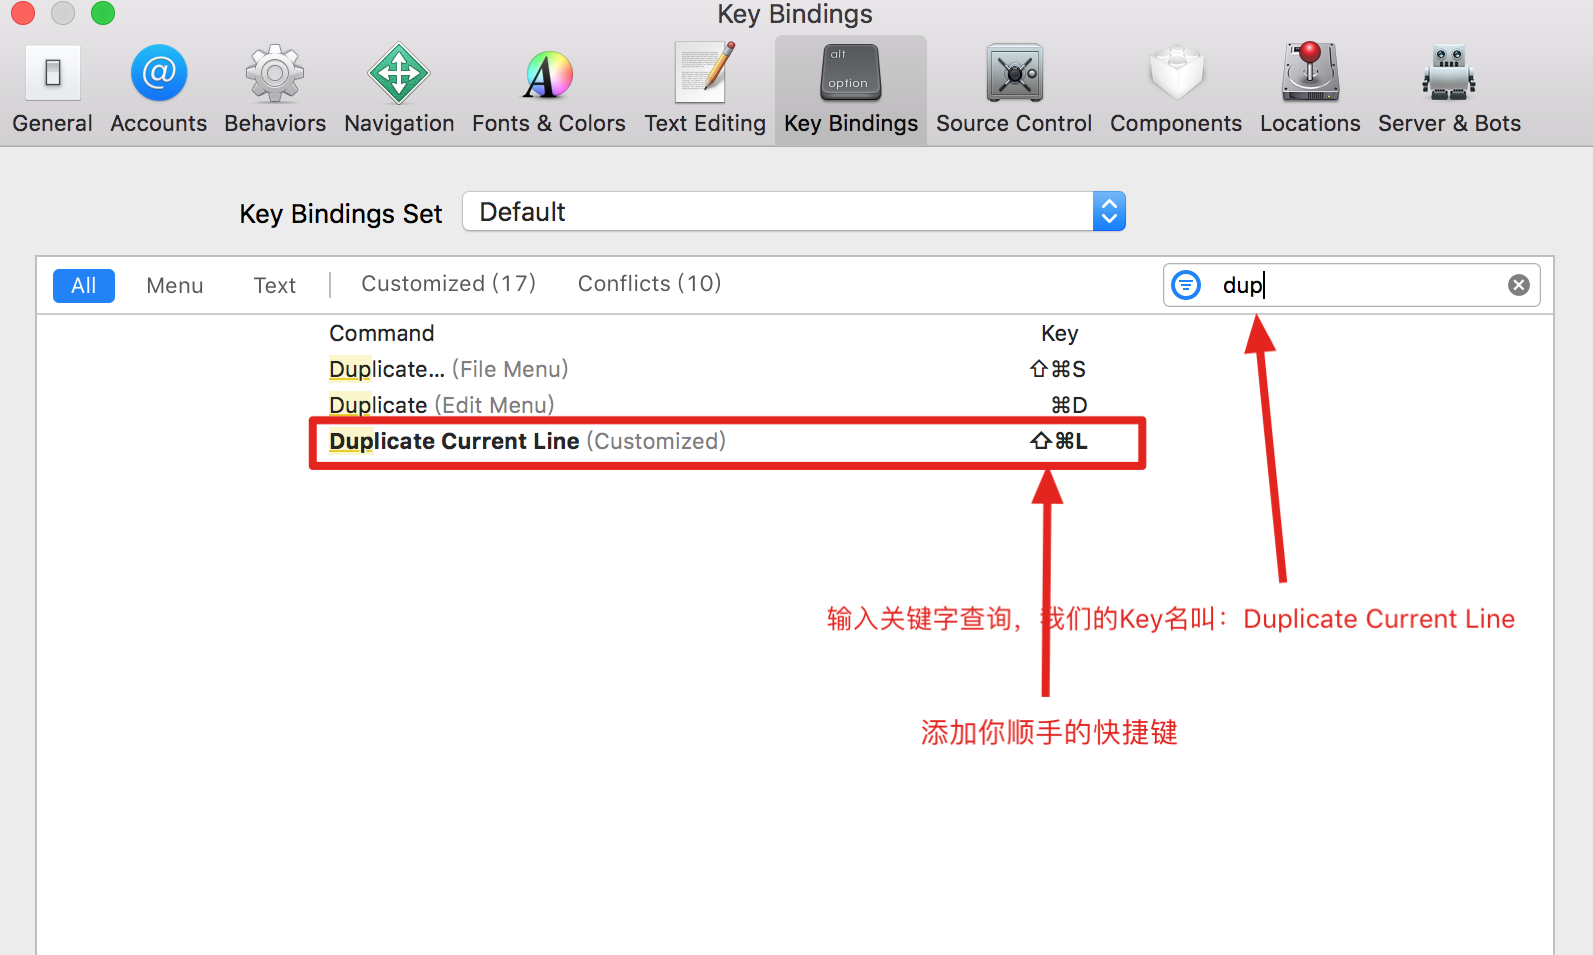 Key Bindings
alt
option
General Accounts Behaviors Navigation Fonts & Colors Text Editing Key Bindings Source Control Components Locations Server & Bots
Key Bindings Set Default
All Menu Text Customized (17) Conflicts (10) dup
Command Key
Duplicate... (File Menu) ⇧⌘S
Duplicate (Edit Menu) ⌘D
Duplicate Current Line (Customized) ⇧⌘L
输入关键字查询，我们的Key名叫：Duplicate Current Line
添加你顺手的快捷键